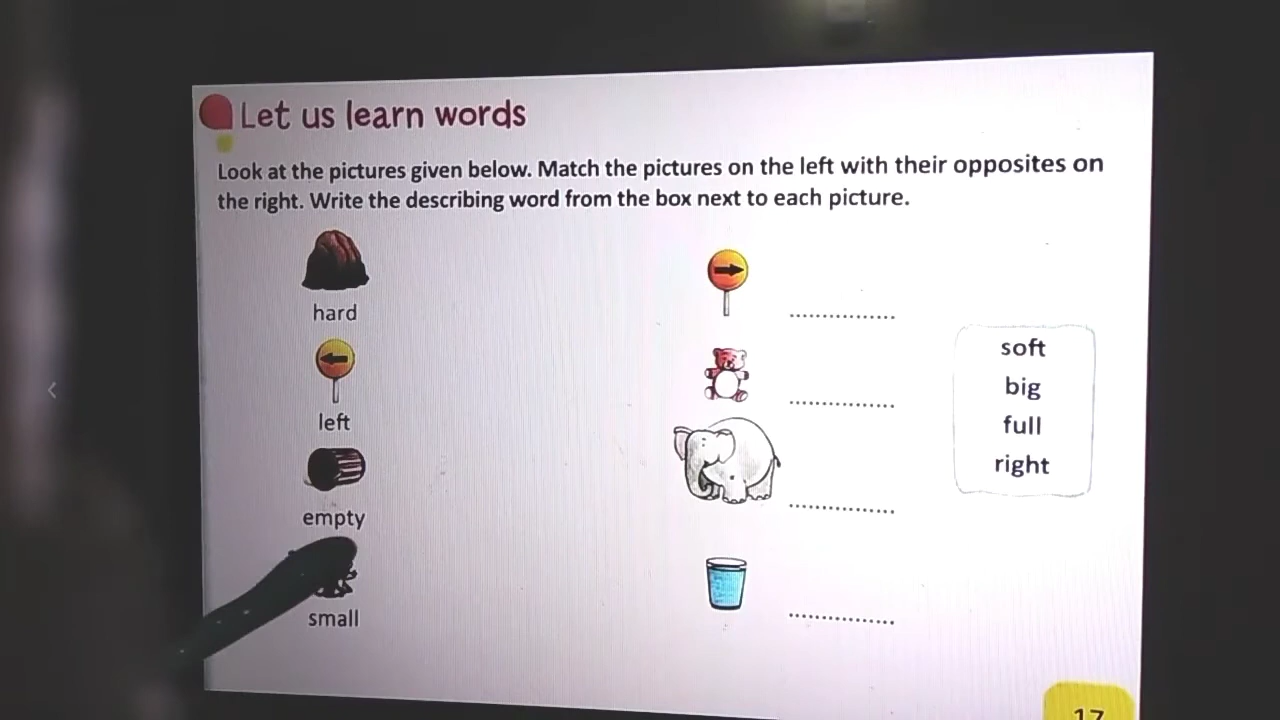 Let us learn words
Look at the pictures given below. Match the pictures on the left with their opposites on
the right. Write the describing word from the box next to each picture.
hard
left
empty
small
................
................
................
................
soft
big
full
right
17